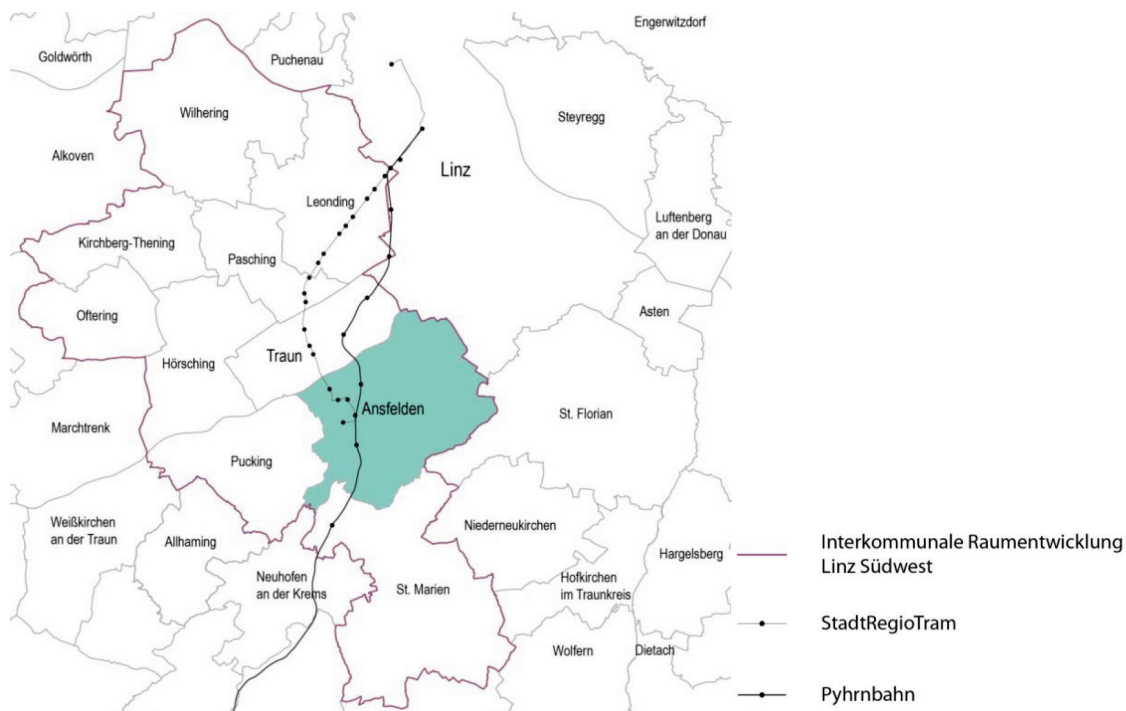 Engerwitzdorf
Goldwörth
Puchenau
Wilhering
Steyregg
Alkoven
Linz
Leonding
Luftenberg
an der Donau
Kirchberg-Thening
Pasching
Oftering
Asten
Hörsching
Traun
Ansfelden
St. Florian
Marchtrenk
Pucking
Weißkirchen
an der Traun
Allhaming
Niederneukirchen
Hargelsberg
Neuhofen
an der Krems
St. Marien
Hofkirchen
im Traunkreis
Wolfern
Dietach
Interkommunale Raumentwicklung
Linz Südwest
StadtRegioTram
Pyhrnbahn